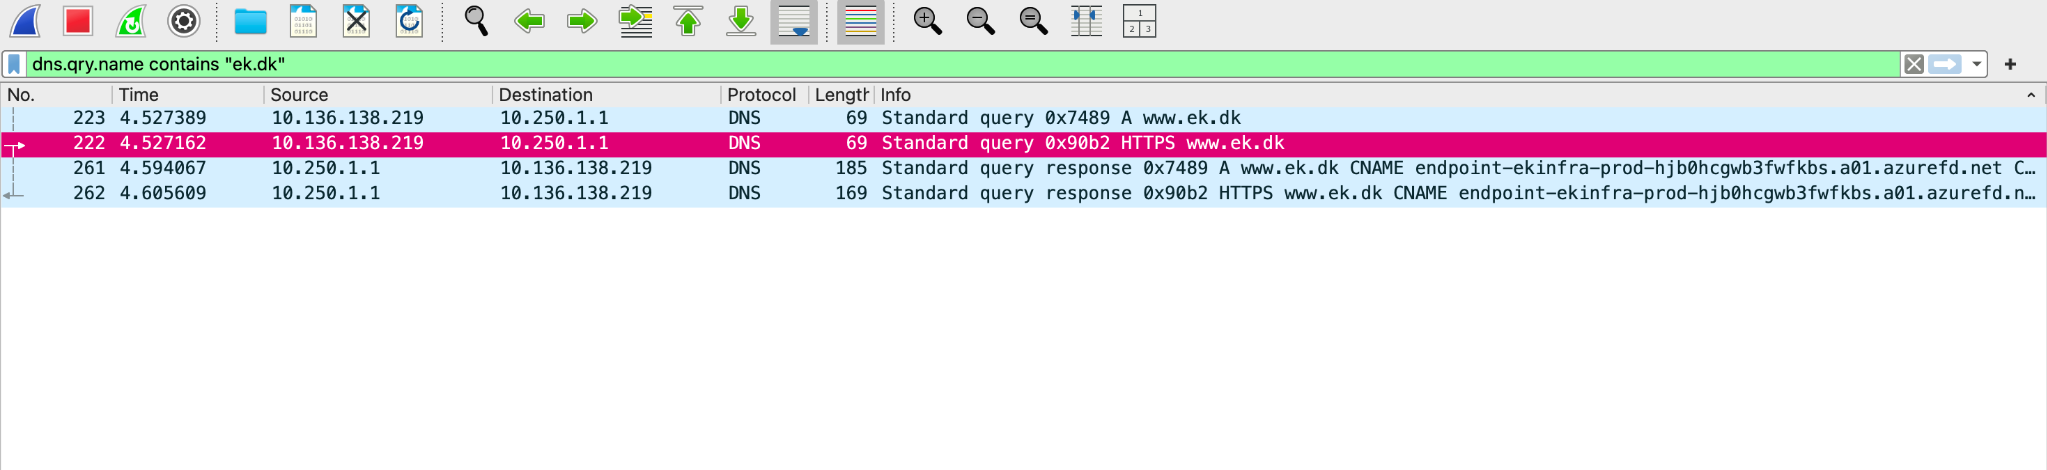 dns.qry.name contains "ek.dk"
No. Time Source Destination Protocol Length Info
223 4.527389 10.136.138.219 10.250.1.1 DNS 69 Standard query 0x7489 A www.ek.dk
222 4.527162 10.136.138.219 10.250.1.1 DNS 69 Standard query 0x90b2 HTTPS www.ek.dk
261 4.594067 10.250.1.1 10.136.138.219 DNS 185 Standard query response 0x7489 A www.ek.dk CNAME endpoint-ekinfra-prod-hjb0hcgwb3fwfkbs.a01.azurefd.net C…
262 4.605609 10.250.1.1 10.136.138.219 DNS 169 Standard query response 0x90b2 HTTPS www.ek.dk CNAME endpoint-ekinfra-prod-hjb0hcgwb3fwfkbs.a01.azurefd.n…